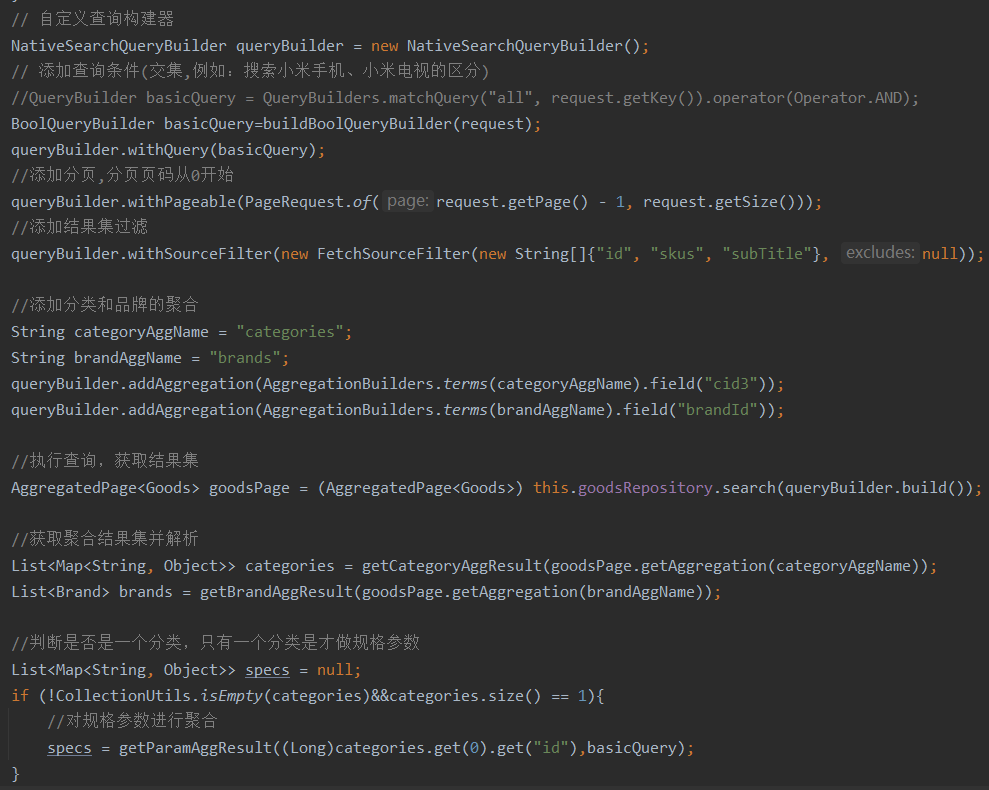 // 自定义查询构建器
NativeSearchQueryBuilder queryBuilder = new NativeSearchQueryBuilder();
// 添加查询条件(交集,例如：搜索小米手机、小米电视的区分)
//QueryBuilder basicQuery = QueryBuilders.matchQuery("all", request.getKey()).operator(Operator.AND);
BoolQueryBuilder basicQuery=buildBoolQueryBuilder(request);
queryBuilder.withQuery(basicQuery);
//添加分页,分页页码从0开始
queryBuilder.withPageable(PageRequest.of( page: request.getPage() - 1, request.getSize()));
//添加结果集过滤
queryBuilder.withSourceFilter(new FetchSourceFilter(new String[]{"id", "skus", "subTitle"}, excludes: null));
//添加分类和品牌的聚合
String categoryAggName = "categories";
String brandAggName = "brands";
queryBuilder.addAggregation(AggregationBuilders.terms(categoryAggName).field("cid3"));
queryBuilder.addAggregation(AggregationBuilders.terms(brandAggName).field("brandId"));
//执行查询，获取结果集
AggregatedPage<Goods> goodsPage = (AggregatedPage<Goods>) this.goodsRepository.search(queryBuilder.build());
//获取聚合结果集并解析
List<Map<String, Object>> categories = getCategoryAggResult(goodsPage.getAggregation(categoryAggName));
List<Brand> brands = getBrandAggResult(goodsPage.getAggregation(brandAggName));
//判断是否是一个分类，只有一个分类是才做规格参数
List<Map<String, Object>> specs = null;
if (!CollectionUtils.isEmpty(categories)&&categories.size() == 1){
//对规格参数进行聚合
specs = getParamAggResult((Long)categories.get(0).get("id"),basicQuery);
}